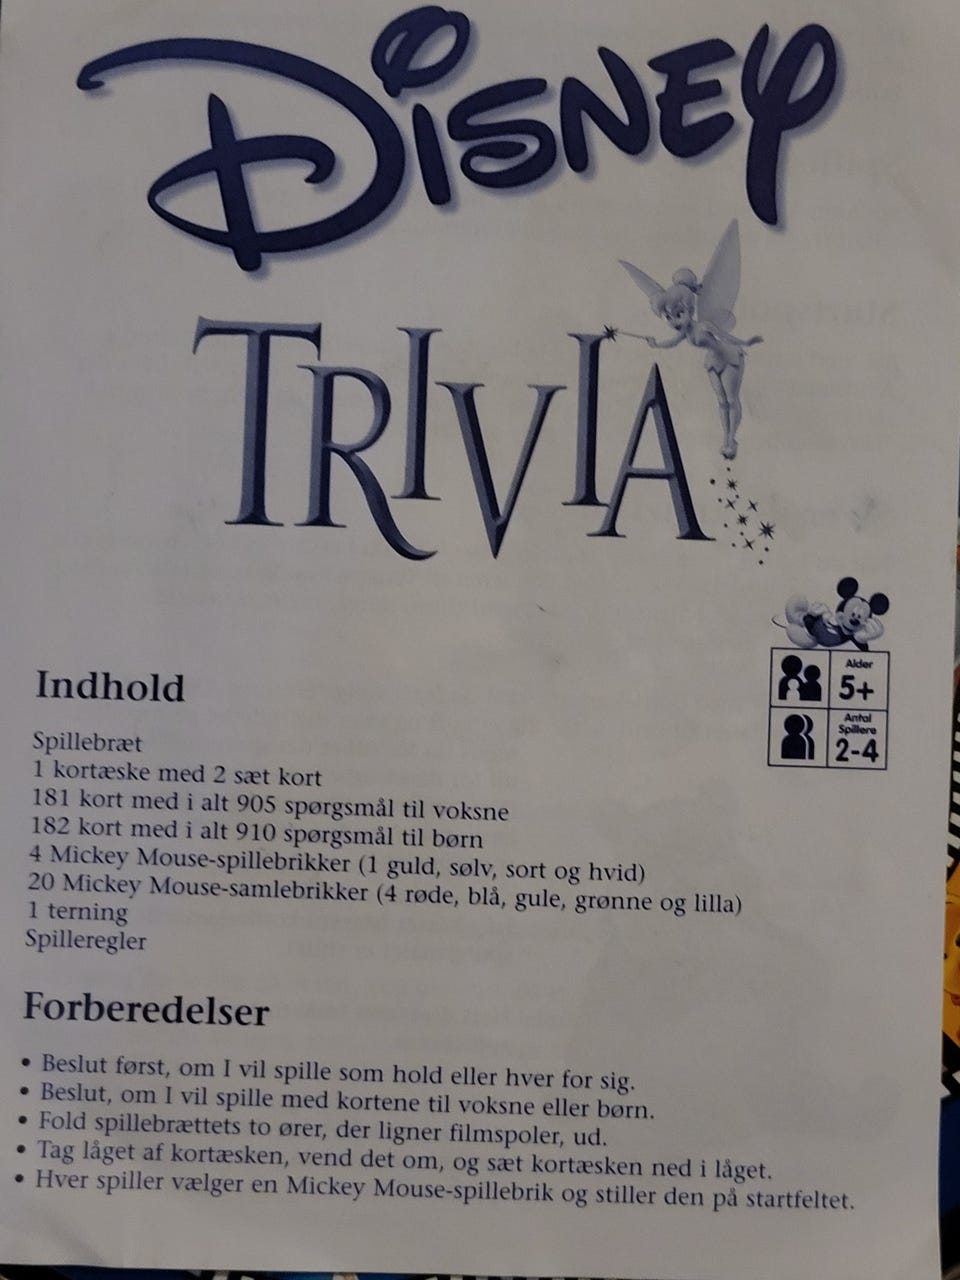 DISNEY
TRIVIA
Alder
5+
Antal
Spillere
2-4
Indhold
Spillebræt
1 kortæske med 2 sæt kort
181 kort med i alt 905 spørgsmål til voksne
182 kort med i alt 910 spørgsmål til børn
4 Mickey Mouse-spillebrikker (1 guld, sølv, sort og hvid)
20 Mickey Mouse-samlebrikker (4 røde, blå, gule, grønne og lilla)
1 terning
Spilleregler
Forberedelser
• Beslut først, om I vil spille som hold eller hver for sig.
• Beslut, om I vil spille med kortene til voksne eller børn.
• Fold spillebrættets to ører, der ligner filmspoler, ud.
• Tag låget af kortæsken, vend det om, og sæt kortæsken ned i låget.
• Hver spiller vælger en Mickey Mouse-spillebrik og stiller den på startfeltet.